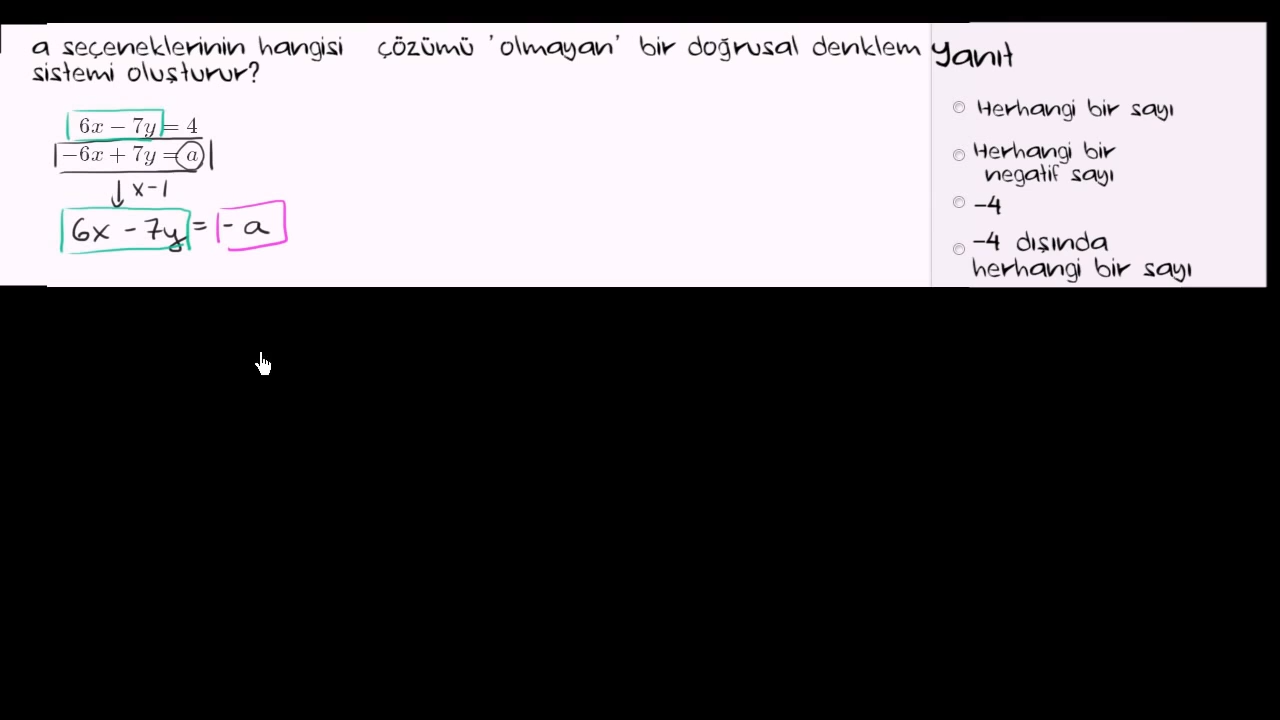 a seçeneklerinin hangisi çözümü 'olmayan' bir doğrusal denklem
sistemi oluşturur?
6x − 7y = 4
−6x + 7y = a
x-1
6x - 7y = - a
Yanıt
Herhangi bir sayı
Herhangi bir
negatif sayı
-4
-4 dışında
herhangi bir sayı